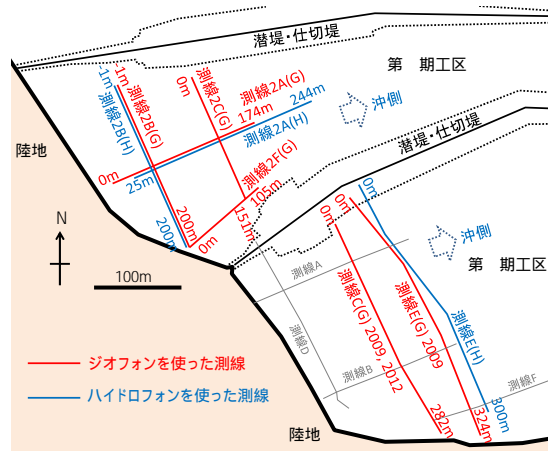 潜堤・仕切堤
第　期工区
沖側
-1m
-1m
測線2B(H)
測線2B(G)
0m
測線2C(G)
測線2A(G)
174m
244m
測線2A(H)
陸地
0m
25m
測線2F(G)
105m
200m
200m
0m
151m
潜堤・仕切堤
0m
0m
0m
沖側
第　期工区
N
100m
測線A
測線D
測線C(G) 2009, 2012
測線E(G) 2009
測線E(H)
測線B
測線F
282m
324m
300m
ジオフォンを使った測線
ハイドロフォンを使った測線
陸地